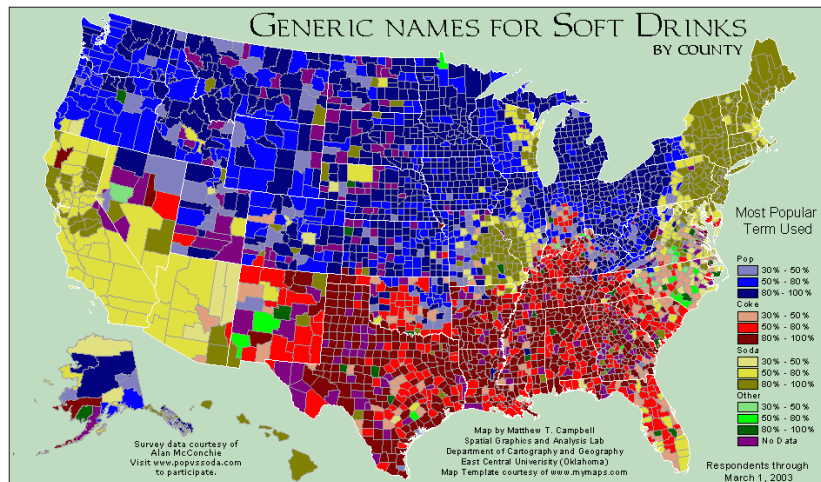 GENERIC NAMES FOR SOFT DRINKS
BY COUNTY
Most Popular
Term Used
Pop
30% - 50%
50% - 80%
80% - 100%
Coke
30% - 50%
50% - 80%
80% - 100%
Soda
30% - 50%
50% - 80%
80% - 100%
Other
30% - 50%
50% - 80%
80% - 100%
No Data
Survey data courtesy of
Alan McConchie
Visit www.popvssoda.com
to participate.
Map by Matthew T. Campbell
Spatial Graphics and Analysis Lab
Department of Cartography and Geography
East Central Univerisity (Oklahoma)
Map Template courtesy of www.mymaps.com
Respondents through
March 1, 2003